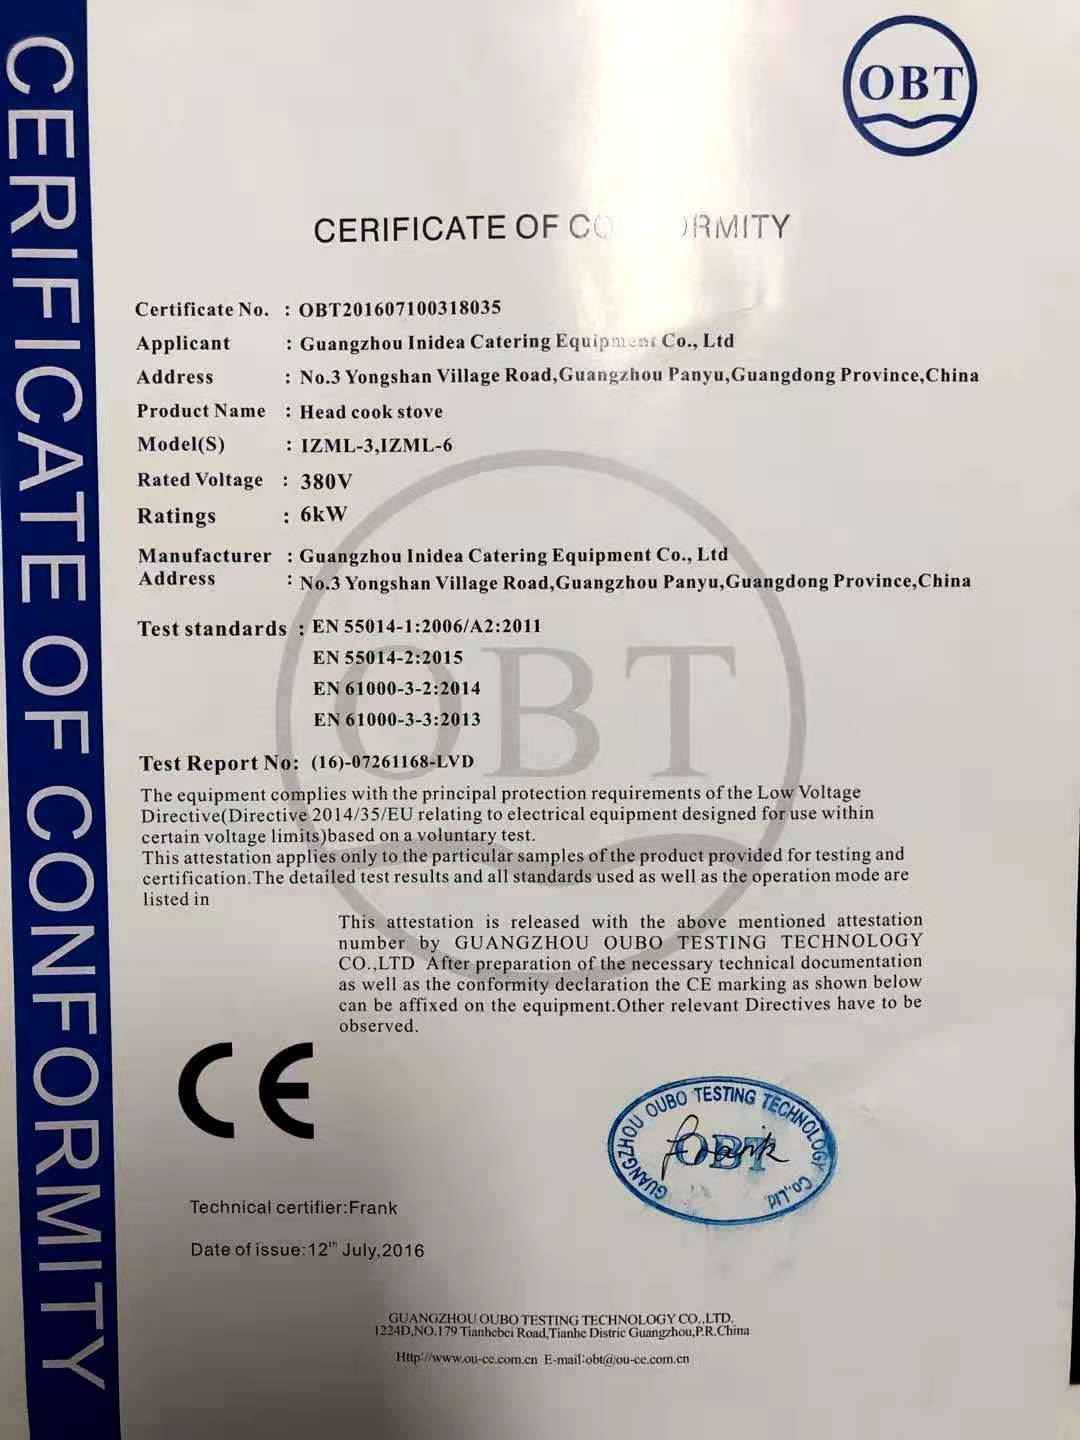 OBT
CERIFICATE OF CONFORMITY
CERIFICATE OF CO RMITY
Certificate No. : OBT201607100318035
Applicant : Guangzhou Inidea Catering Equipment Co., Ltd
Address : No.3 Yongshan Village Road,Guangzhou Panyu,Guangdong Province,China
Product Name : Head cook stove
Model(S) : IZML-3,IZML-6
Rated Voltage : 380V
Ratings : 6kW
Manufacturer : Guangzhou Inidea Catering Equipment Co., Ltd
Address : No.3 Yongshan Village Road,Guangzhou Panyu,Guangdong Province,China
Test standards : EN 55014-1:2006/A2:2011
EN 55014-2:2015
EN 61000-3-2:2014
EN 61000-3-3:2013
OBT
Test Report No: (16)-07261168-LVD
The equipment complies with the principal protection requirements of the Low Voltage
Directive(Directive 2014/35/EU relating to electrical equipment designed for use within
certain voltage limits)based on a voluntary test.
This attestation applies only to the particular samples of the product provided for testing and
certification.The detailed test results and all standards used as well as the operation mode are
listed in
This attestation is released with the above mentioned attestation
number by GUANGZHOU OUBO TESTING TECHNOLOGY
CO.,LTD After preparation of the necessary technical documentation
as well as the conformity declaration the CE marking as shown below
can be affixed on the equipment.Other relevant Directives have to be
observed.
CE
GUANGZHOU OUBO TESTING TECHNOLOGY Co.,Ltd.
OBT
Frank
Technical certifier:Frank
Date of issue:12th July,2016
GUANGZHOU OUBO TESTING TECHNOLOGY CO.,LTD.
1224D,NO.179 Tianhebei Road,Tianhe Distric Guangzhou,P.R.China
Http://www.ou-ce.com.cn E-mail:obt@ou-ce.com.cn